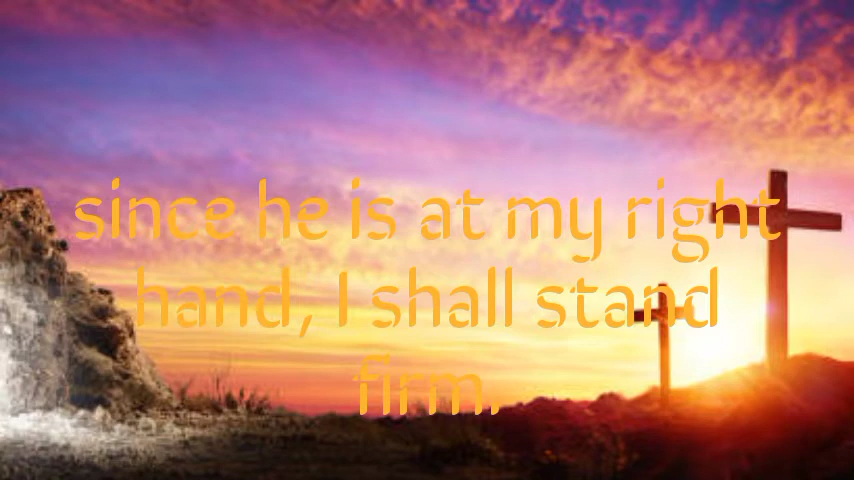 since he is at my right
hand, I shall stand
firm.